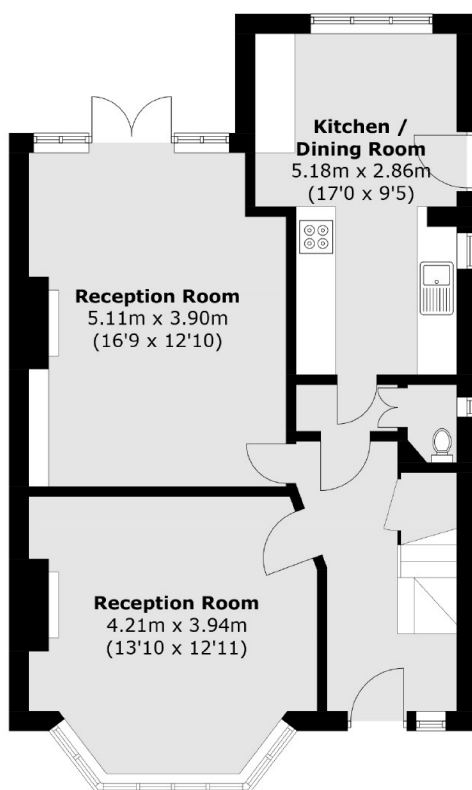 Kitchen /
Dining Room
5.18m x 2.86m
(17'0 x 9'5)
Reception Room
5.11m x 3.90m
(16'9 x 12'10)
Reception Room
4.21m x 3.94m
(13'10 x 12'11)